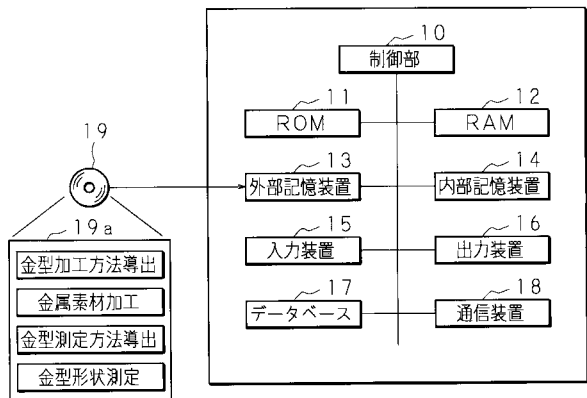 10
制御部
11
ROM
12
RAM
19
13
外部記憶装置
14
内部記憶装置
19a
金型加工方法導出
金属素材加工
金型測定方法導出
金型形状測定
15
入力装置
16
出力装置
17
データベース
18
通信装置